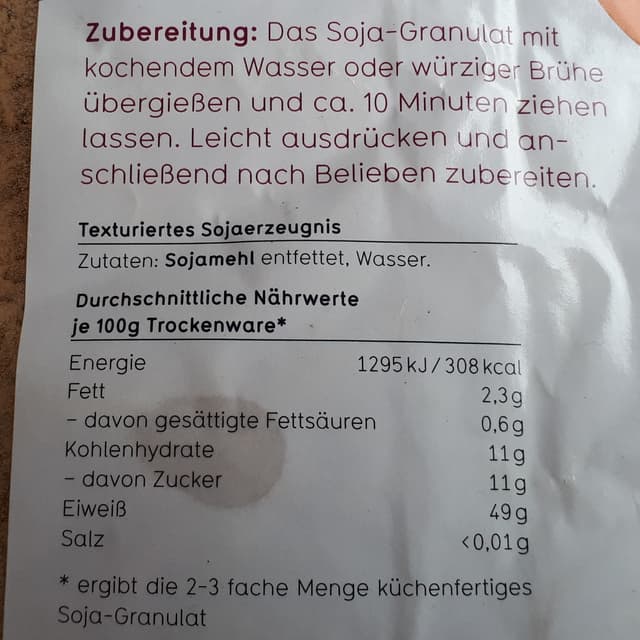 Zubereitung: Das Soja-Granulat mit
kochendem Wasser oder würziger Brühe
übergießen und ca. 10 Minuten ziehen
lassen. Leicht ausdrücken und an-
schließend nach Belieben zubereiten.
Texturiertes Sojaerzeugnis
Zutaten: Sojamehl entfettet, Wasser.
Durchschnittliche Nährwerte
je 100g Trockenware*
Energie 1295 kJ / 308 kcal
Fett 2,3 g
- davon gesättigte Fettsäuren 0,6 g
Kohlenhydrate 11 g
- davon Zucker 11 g
Eiweiß 49 g
Salz <0,01 g
* ergibt die 2-3 fache Menge küchenfertiges
Soja-Granulat